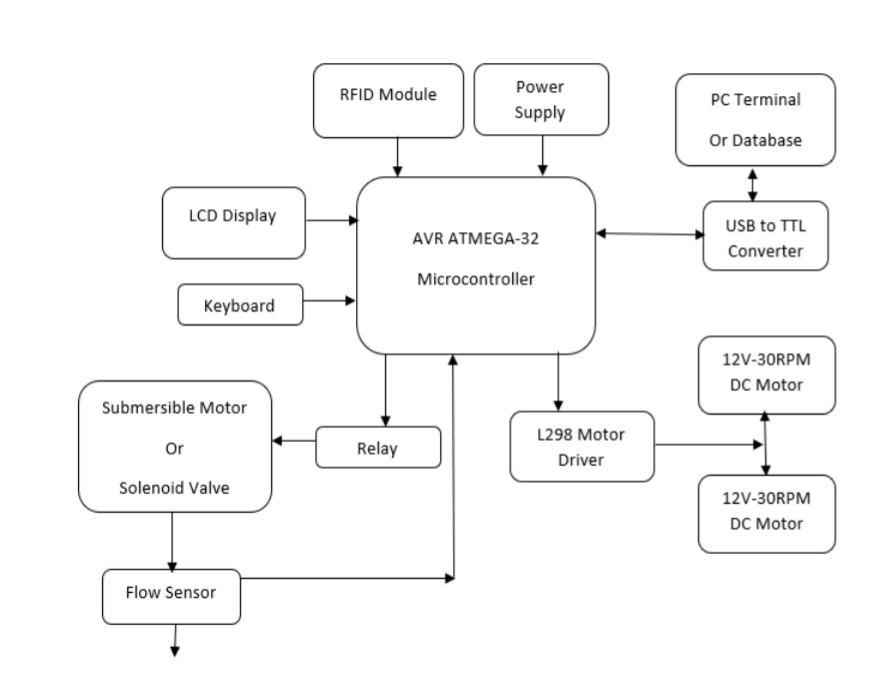 RFID Module
Power
Supply
PC Terminal
Or Database
LCD Display
AVR ATMEGA-32
Microcontroller
USB to TTL
Converter
Keyboard
12V-30RPM
DC Motor
Submersible Motor
Or
Solenoid Valve
Relay
L298 Motor
Driver
12V-30RPM
DC Motor
Flow Sensor